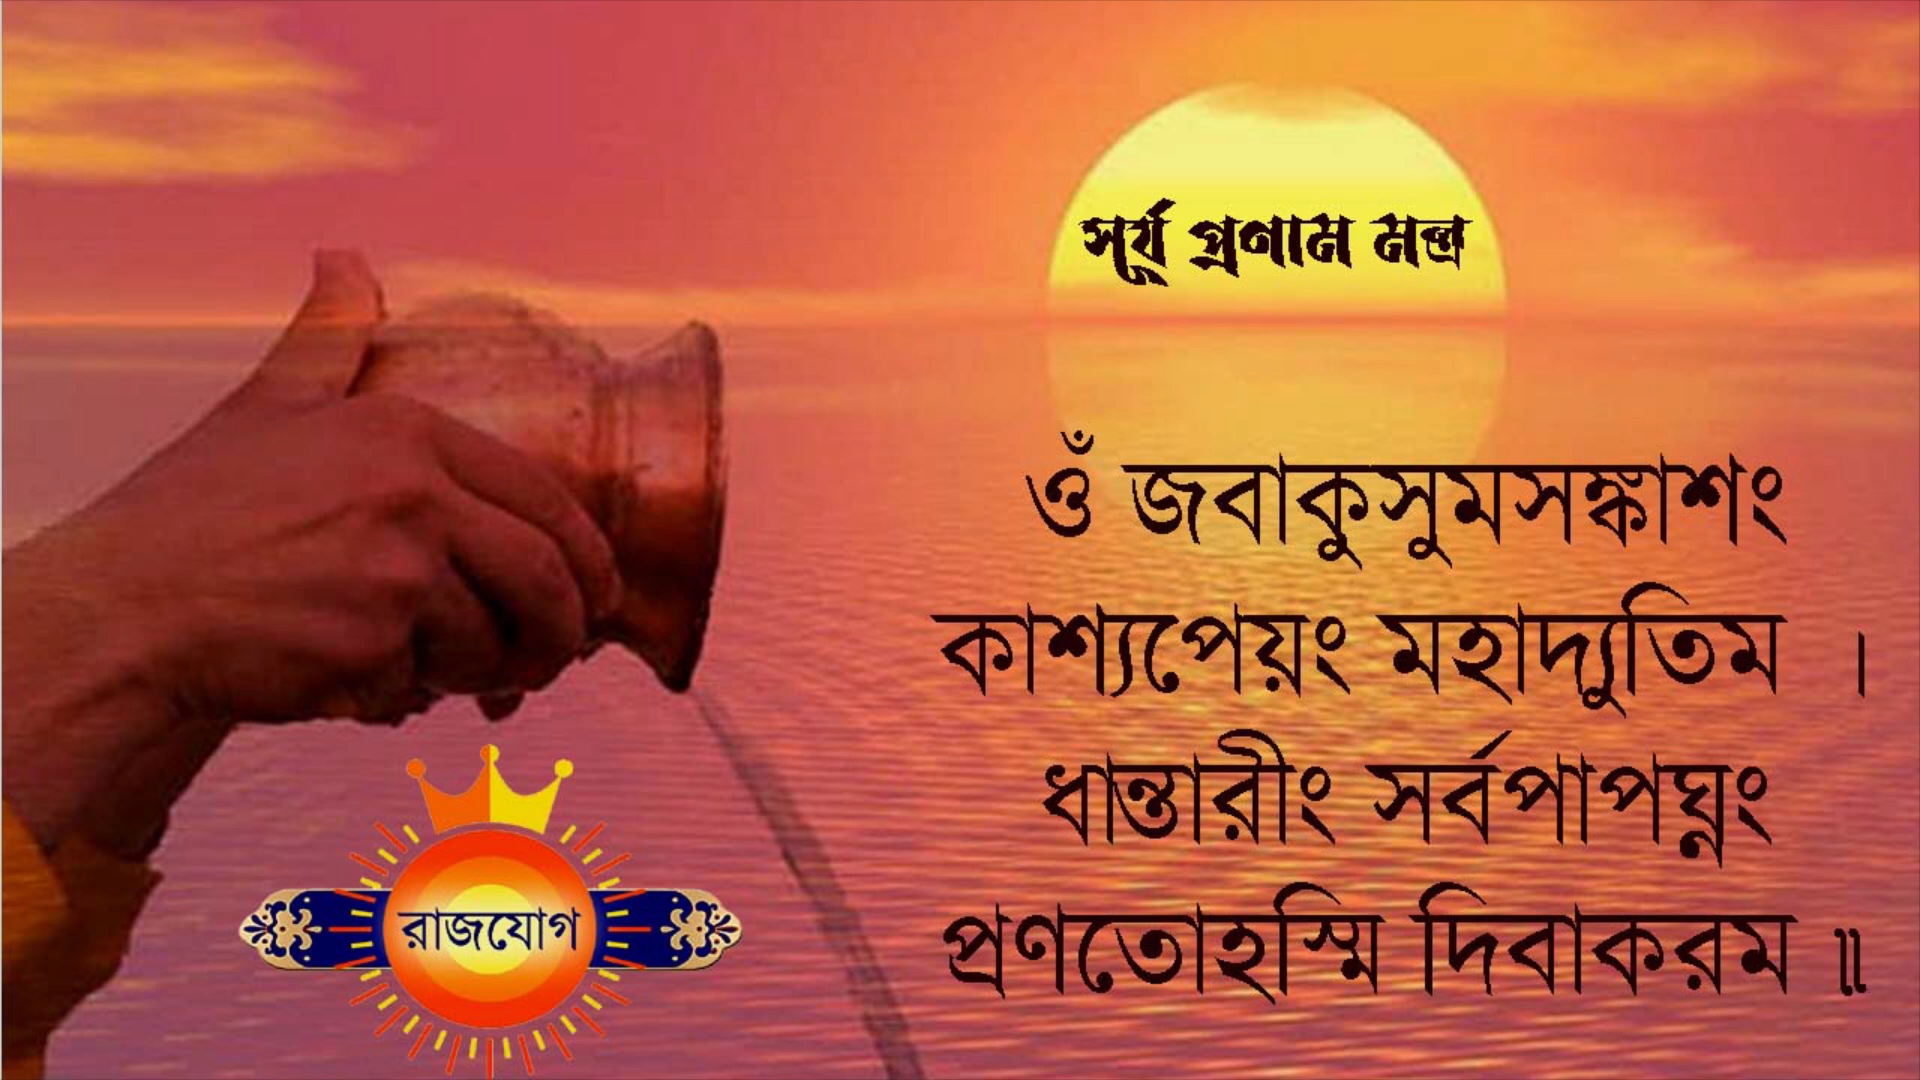 সূর্য প্রণাম মন্ত্র
ওঁ জবাকুসুমসঙ্কাশং
কাশ্যপেয়ং মহাদ্যুতিম ।
ধান্তারীং সর্বপাপঘ্নং
প্রণতোহস্মি দিবাকরম ॥
রাজযোগ